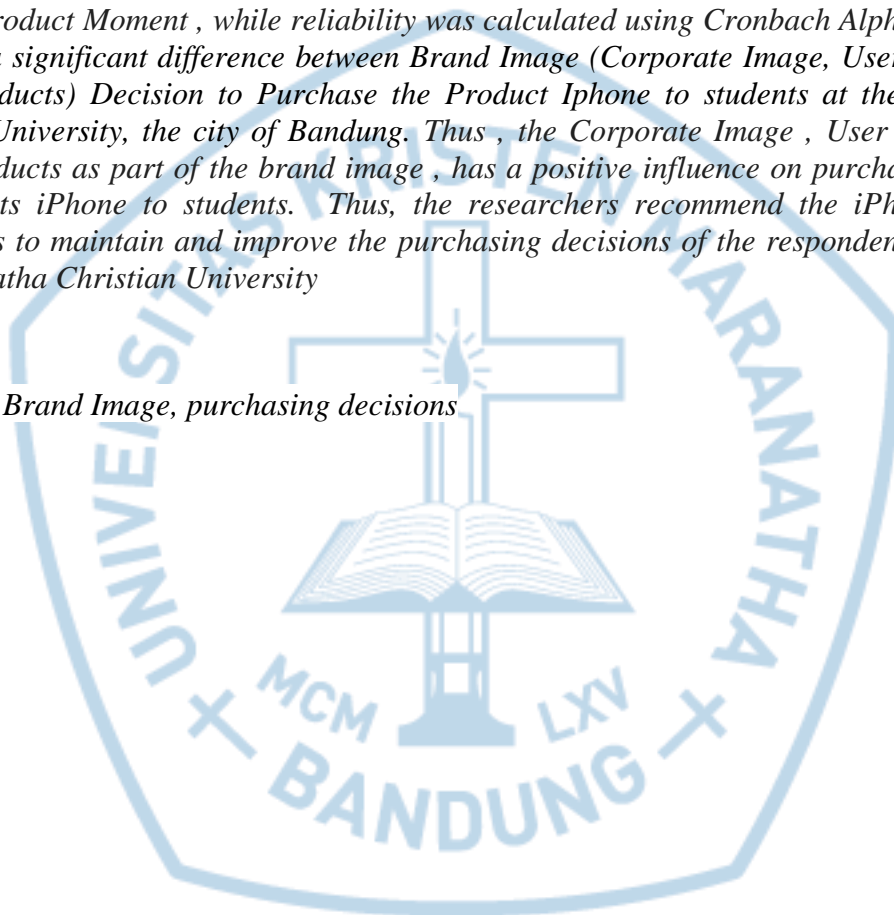 roduct Moment , while reliability was calculated using Cronbach Alph
significant difference between Brand Image (Corporate Image, User
ducts) Decision to Purchase the Product Iphone to students at the
University, the city of Bandung. Thus , the Corporate Image , User
ducts as part of the brand image , has a positive influence on purcha
ts iPhone to students. Thus, the researchers recommend the iPh
s to maintain and improve the purchasing decisions of the responden
atha Christian University
Brand Image, purchasing decisions
UNIVERSITAS KRISTEN MARANATHA
MCM LXV
BANDUNG